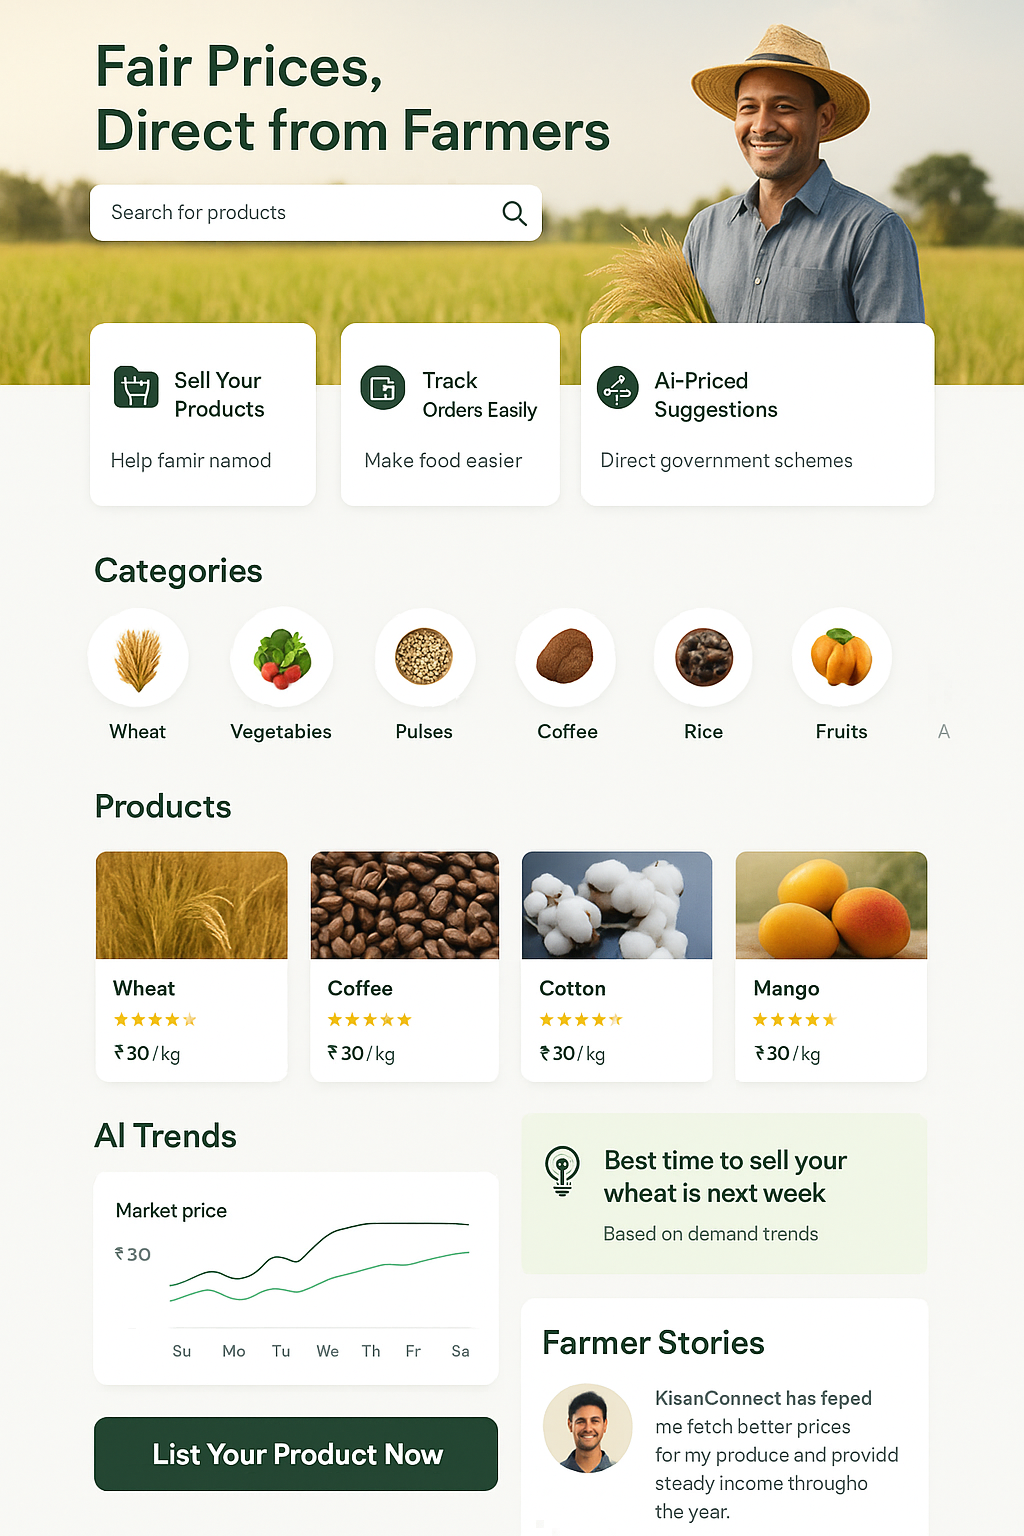 Fair Prices,
Direct from Farmers
Search for products
Sell Your
Products
Help famir namod
Track
Orders Easily
Make food easier
Ai-Priced
Suggestions
Direct government schemes
Categories
Wheat
Vegetabies
Pulses
Coffee
Rice
Fruits
A
Products
Wheat
₹30/kg
Coffee
₹30/kg
Cotton
₹30/kg
Mango
₹30/kg
AI Trends
Market price
₹30
Su Mo Tu We Th Fr Sa
List Your Product Now
Best time to sell your
wheat is next week
Based on demand trends
Farmer Stories
KisanConnect has feped
me fetch better prices
for my produce and providd
steady income througho
the year.